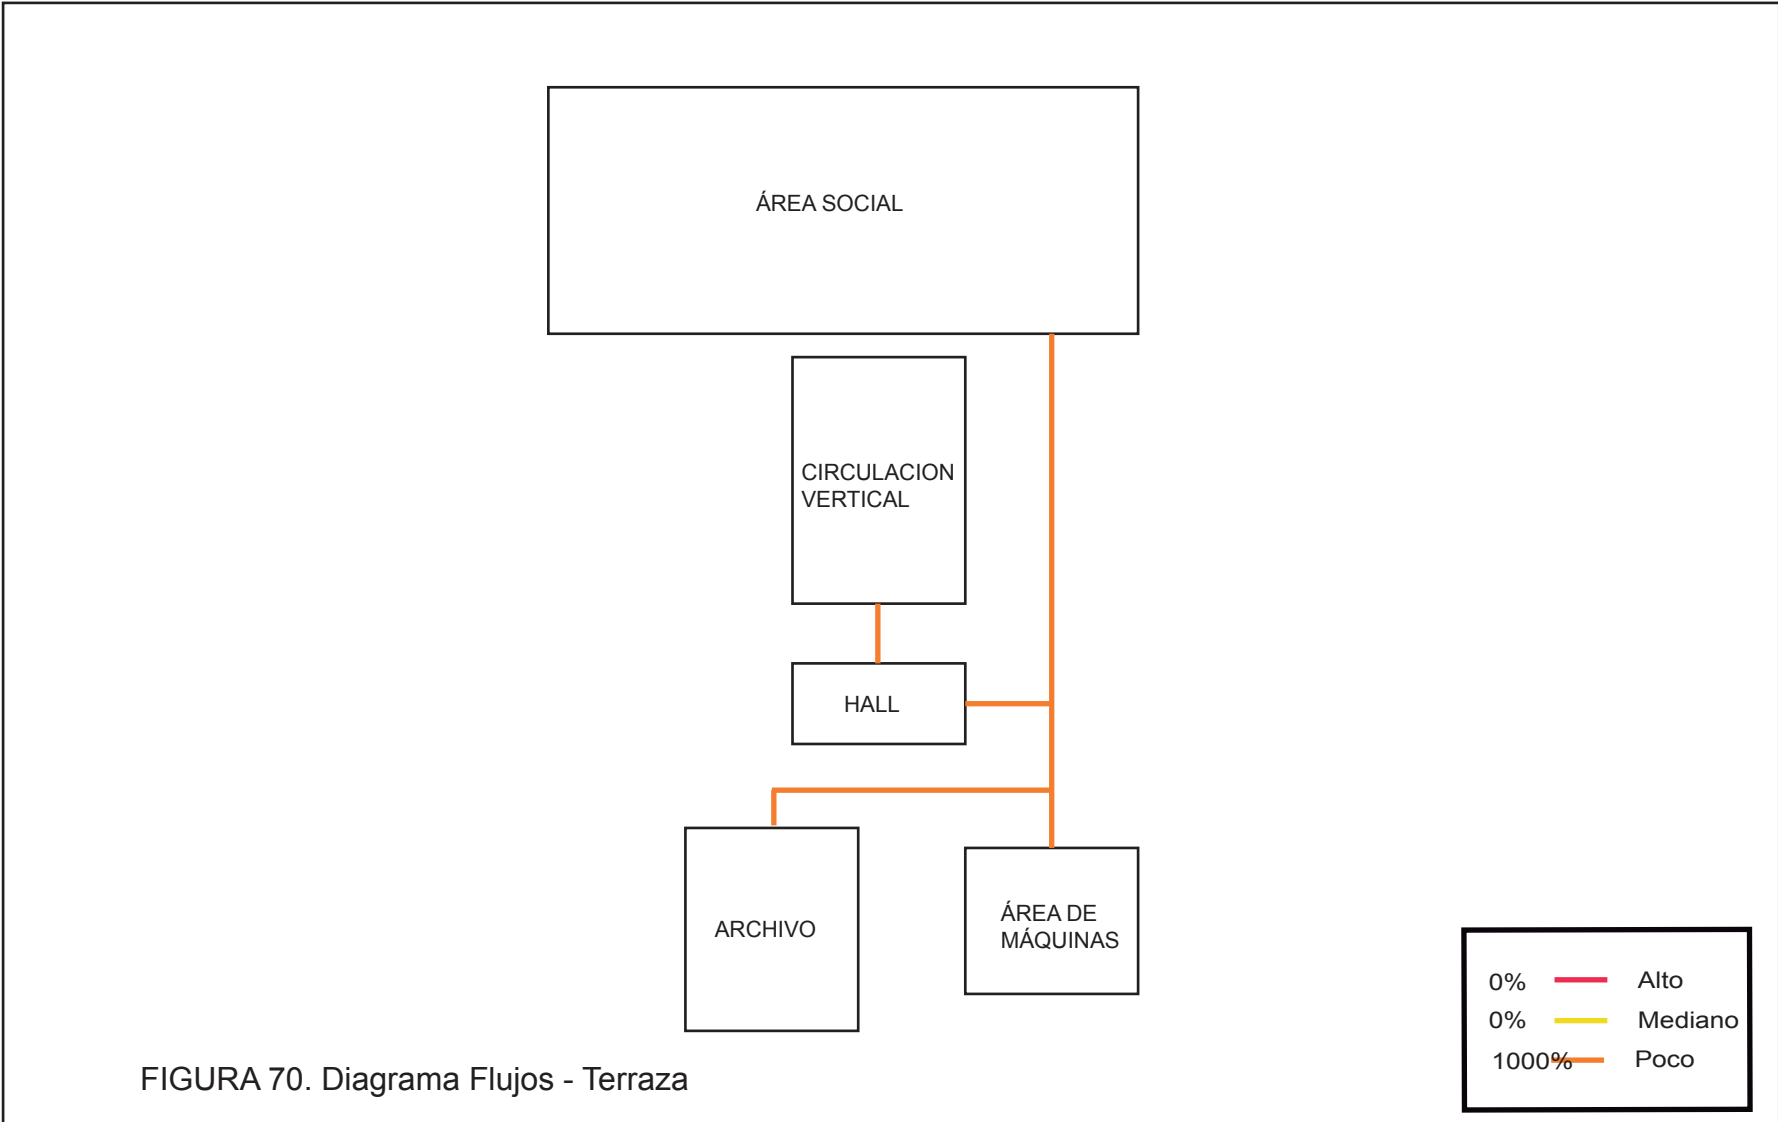 ÁREA SOCIAL
CIRCULACION
VERTICAL
HALL
ARCHIVO
ÁREA DE
MÁQUINAS
0% Alto
0% Mediano
1000% Poco
FIGURA 70. Diagrama Flujos - Terraza